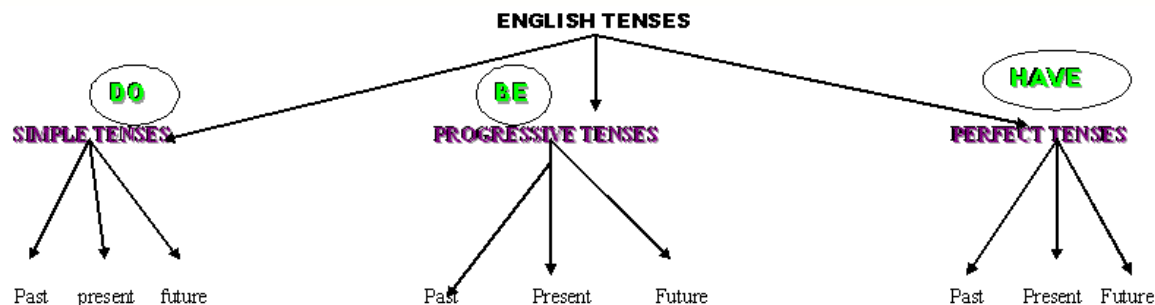 ENGLISH TENSES
DO BE HAVE
SIMPLE TENSES PROGRESSIVE TENSES PERFECT TENSES
Past present future Past Present Future Past Present Future